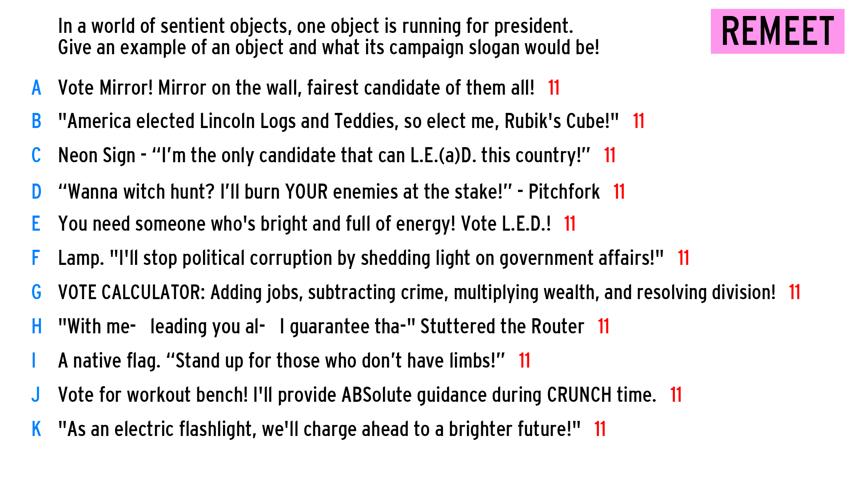 In a world of sentient objects, one object is running for president.
Give an example of an object and what its campaign slogan would be!
REMEET
A Vote Mirror! Mirror on the wall, fairest candidate of them all! 11
B "America elected Lincoln Logs and Teddies, so elect me, Rubik's Cube!" 11
C Neon Sign - “I’m the only candidate that can L.E.(a)D. this country!” 11
D “Wanna witch hunt? I’ll burn YOUR enemies at the stake!” - Pitchfork 11
E You need someone who's bright and full of energy! Vote L.E.D.! 11
F Lamp. "I'll stop political corruption by shedding light on government affairs!" 11
G VOTE CALCULATOR: Adding jobs, subtracting crime, multiplying wealth, and resolving division! 11
H "With me- leading you al- I guarantee tha-" Stuttered the Router 11
I A native flag. “Stand up for those who don’t have limbs!” 11
J Vote for workout bench! I'll provide ABSolute guidance during CRUNCH time. 11
K "As an electric flashlight, we'll charge ahead to a brighter future!" 11